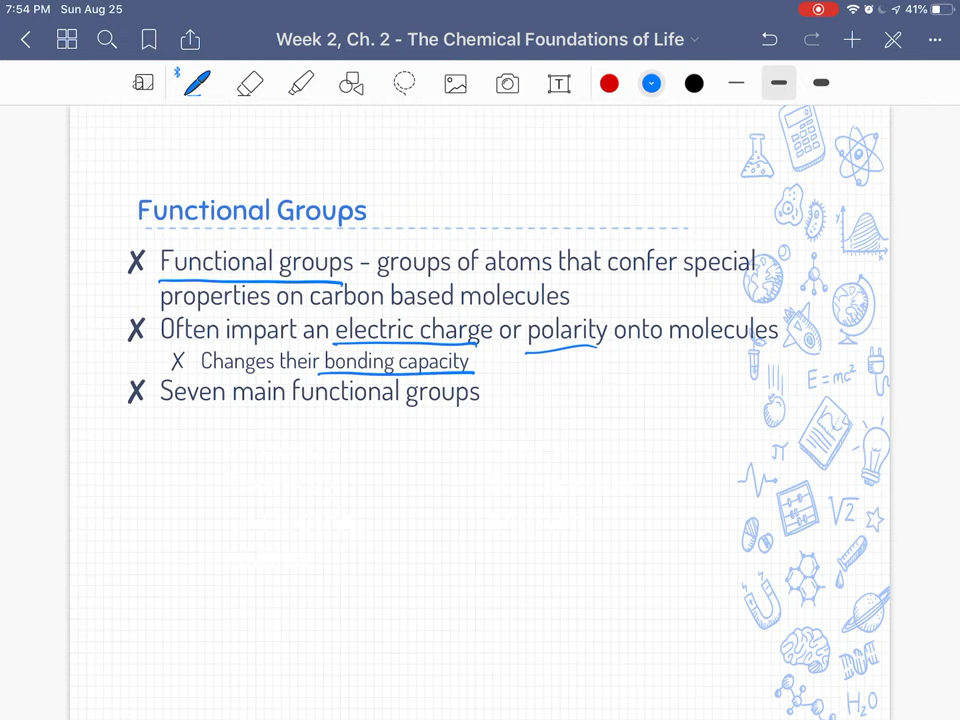 7:54 PM Sun Aug 25
41%
Week 2, Ch. 2 - The Chemical Foundations of Life
T
Functional Groups
✗ Functional groups - groups of atoms that confer special
properties on carbon based molecules
✗ Often impart an electric charge or polarity onto molecules
✗ Changes their bonding capacity
✗ Seven main functional groups
y
x
E=mc²
π
√2
H₂O